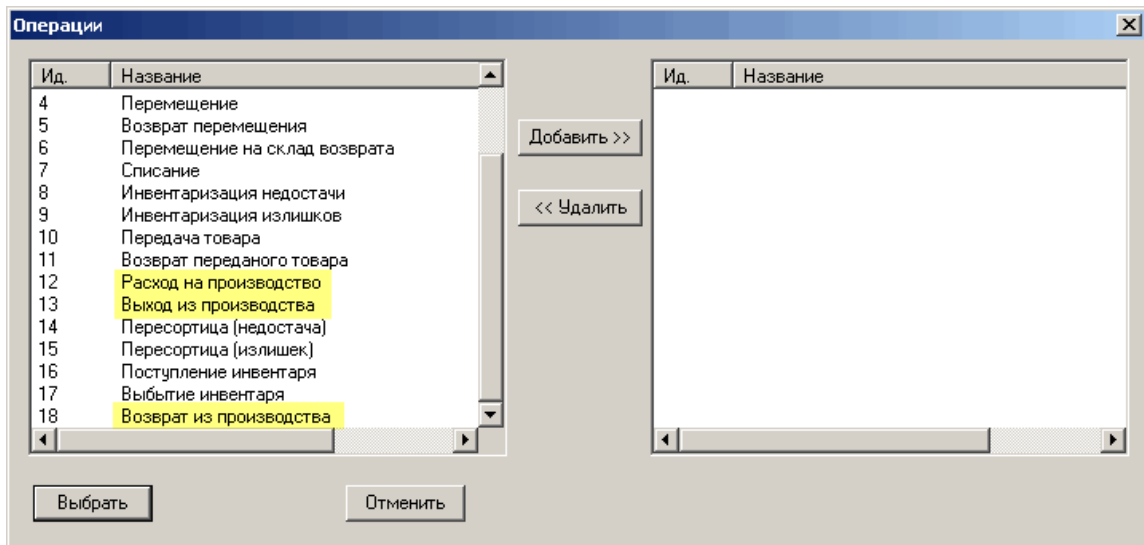 Операции
Ид. Название
4 Перемещение
5 Возврат перемещения
6 Перемещение на склад возврата
7 Списание
8 Инвентаризация недостачи
9 Инвентаризация излишков
10 Передача товара
11 Возврат переданого товара
12 Расход на производство
13 Выход из производства
14 Пересортица (недостача)
15 Пересортица (излишек)
16 Поступление инвентаря
17 Выбытие инвентаря
18 Возврат из производства
Добавить >>
<< Удалить
Ид. Название
Выбрать
Отменить